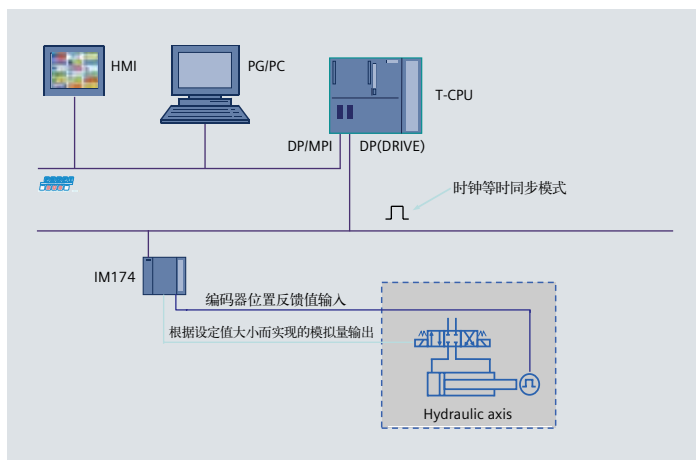 HMI
PG/PC
T-CPU
DP/MPI
DP(DRIVE)
时钟等时同步模式
IM174
编码器位置反馈值输入
根据设定值大小而实现的模拟量输出
Hydraulic axis